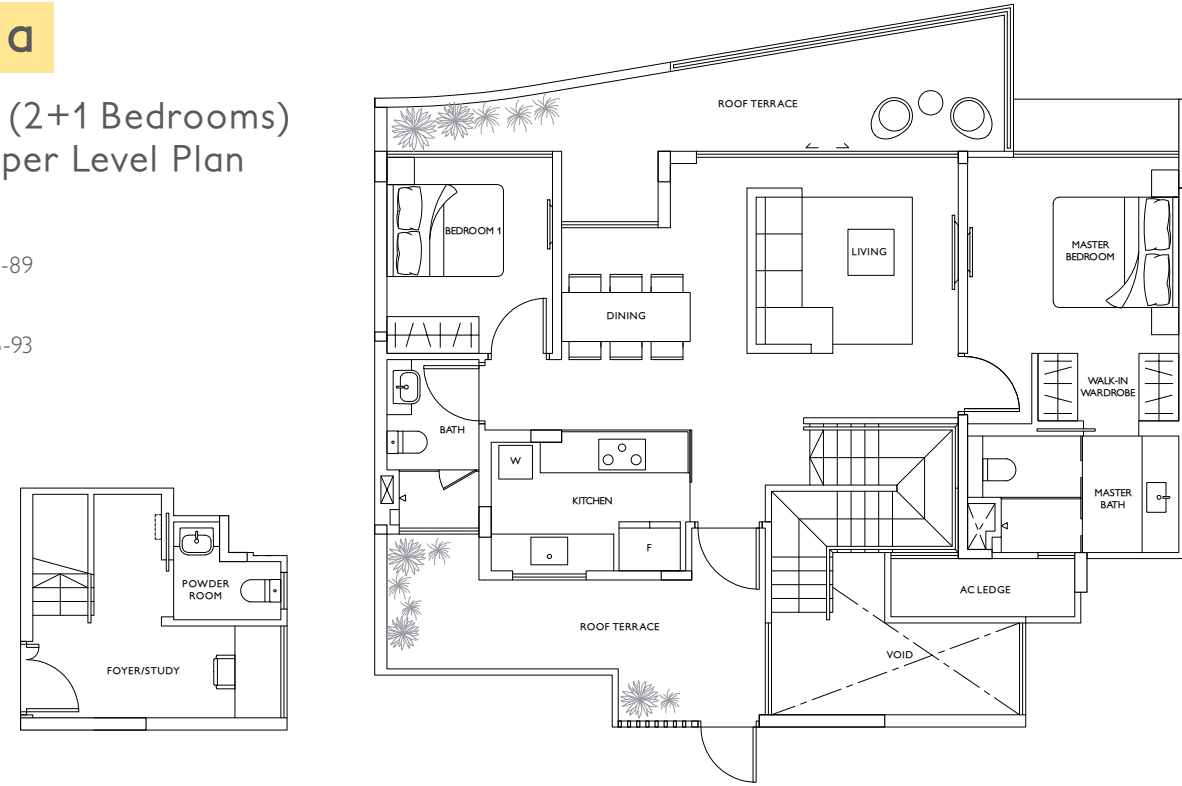 a
(2+1 Bedrooms)
per Level Plan
-89
-93
ROOF TERRACE
BEDROOM 1
LIVING
MASTER
BEDROOM
DINING
WALK-IN
WARDROBE
BATH
W
KITCHEN
MASTER
BATH
F
POWDER
ROOM
AC LEDGE
ROOF TERRACE
VOID
FOYER/STUDY